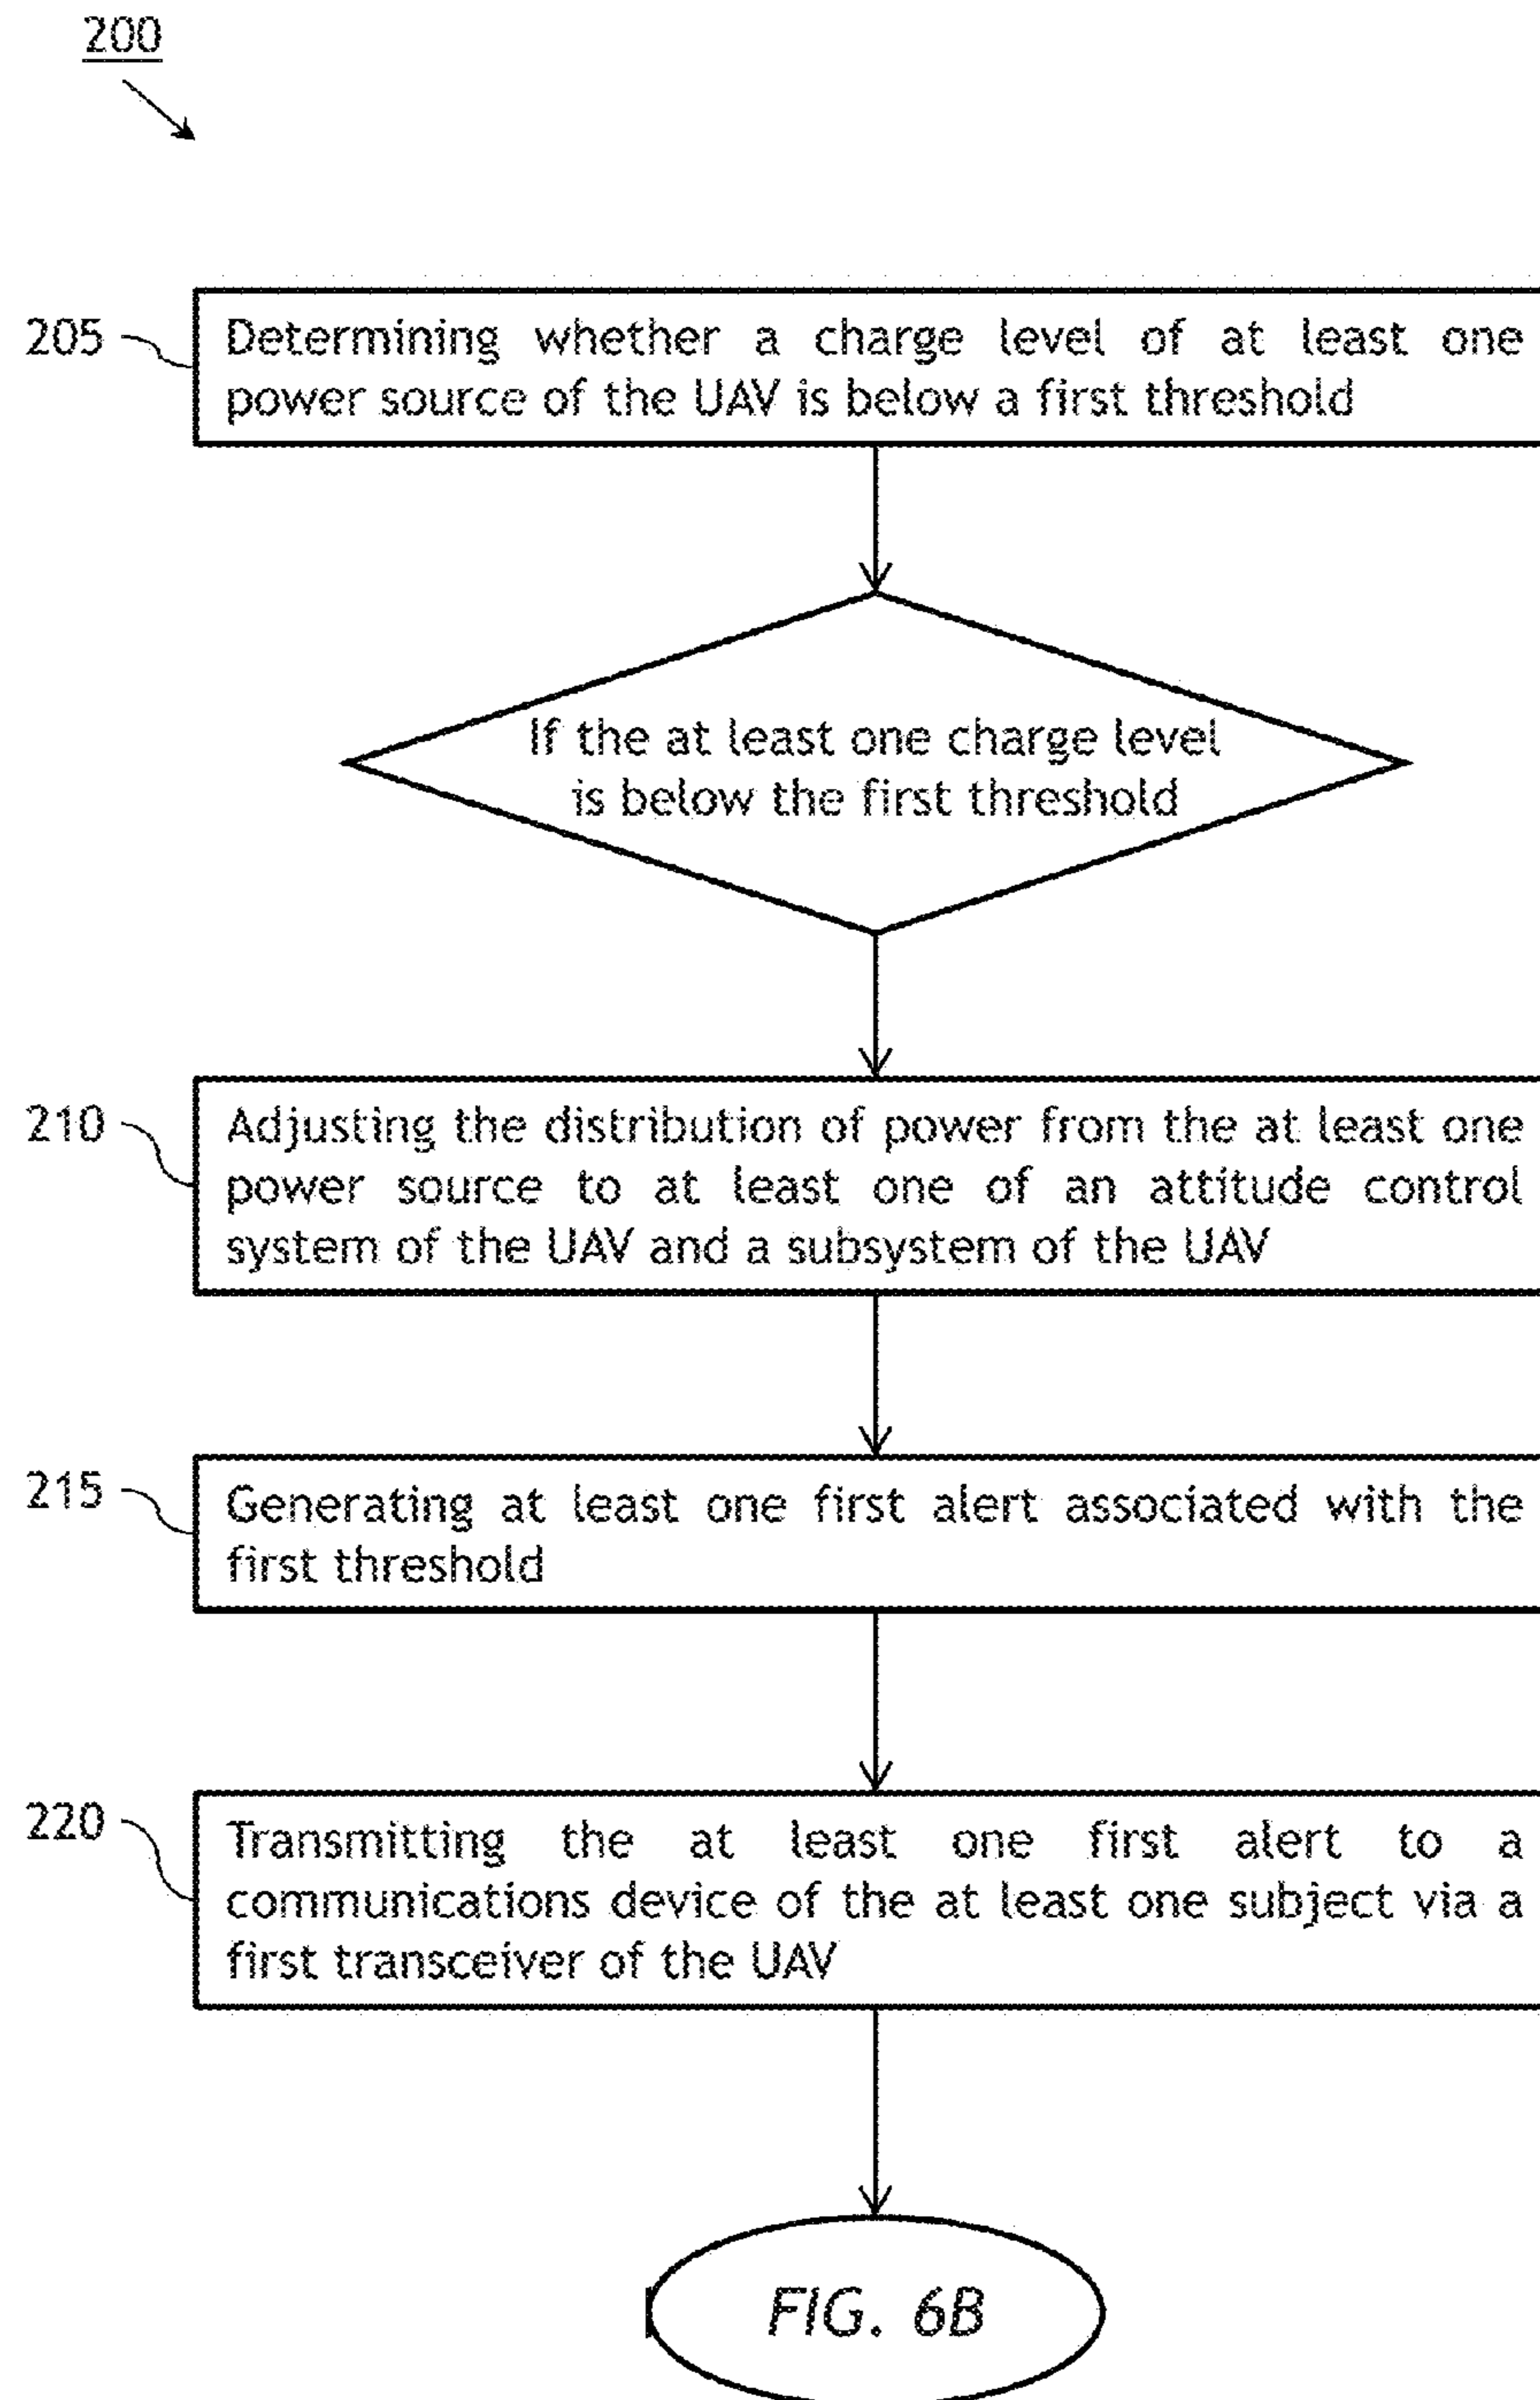 200
205
Determining whether a charge level of at least one
power source of the UAV is below a first threshold
If the at least one charge level
is below the first threshold
210
Adjusting the distribution of power from the at least one
power source to at least one of an attitude control
system of the UAV and a subsystem of the UAV
215
Generating at least one first alert associated with the
first threshold
220
Transmitting the at least one first alert to a
communications device of the at least one subject via a
first transceiver of the UAV
FIG. 6B